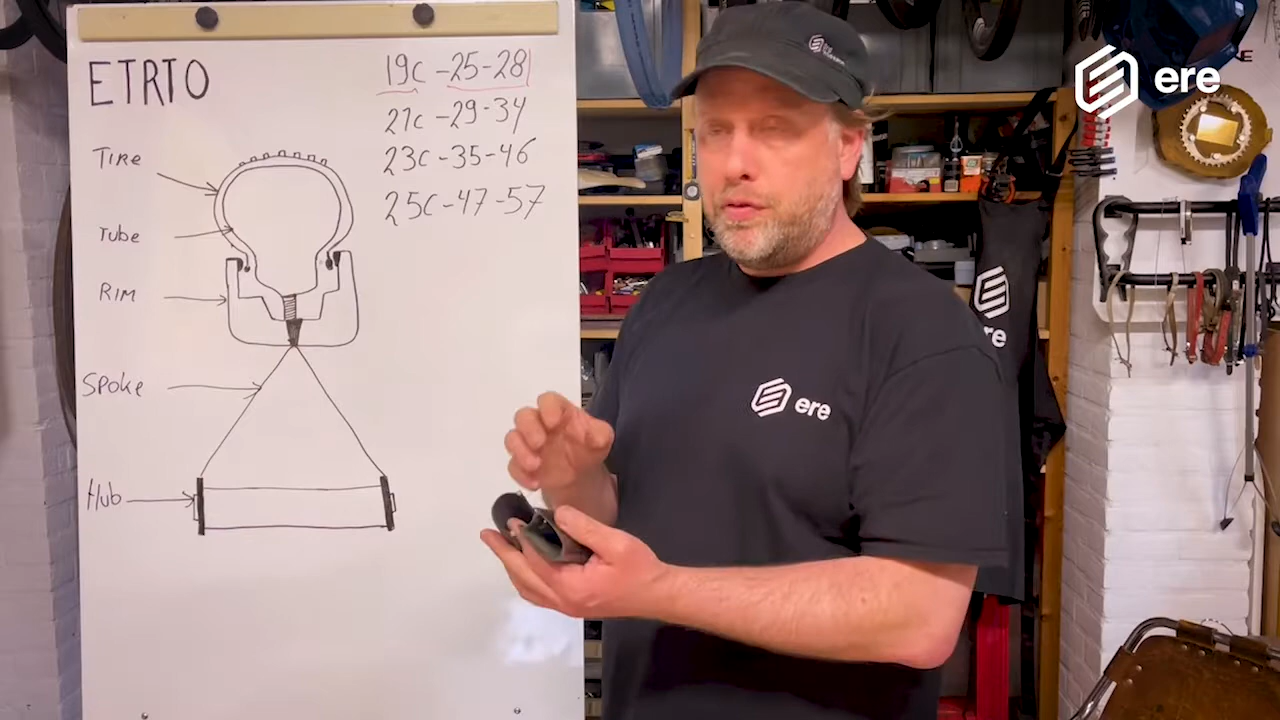 ETRTO
TIRE
TUBE
RIM
SPOKE
HUB
19c - 25 - 28
21c - 29 - 34
23c - 35 - 46
25c - 47 - 57
ere
ere
ere